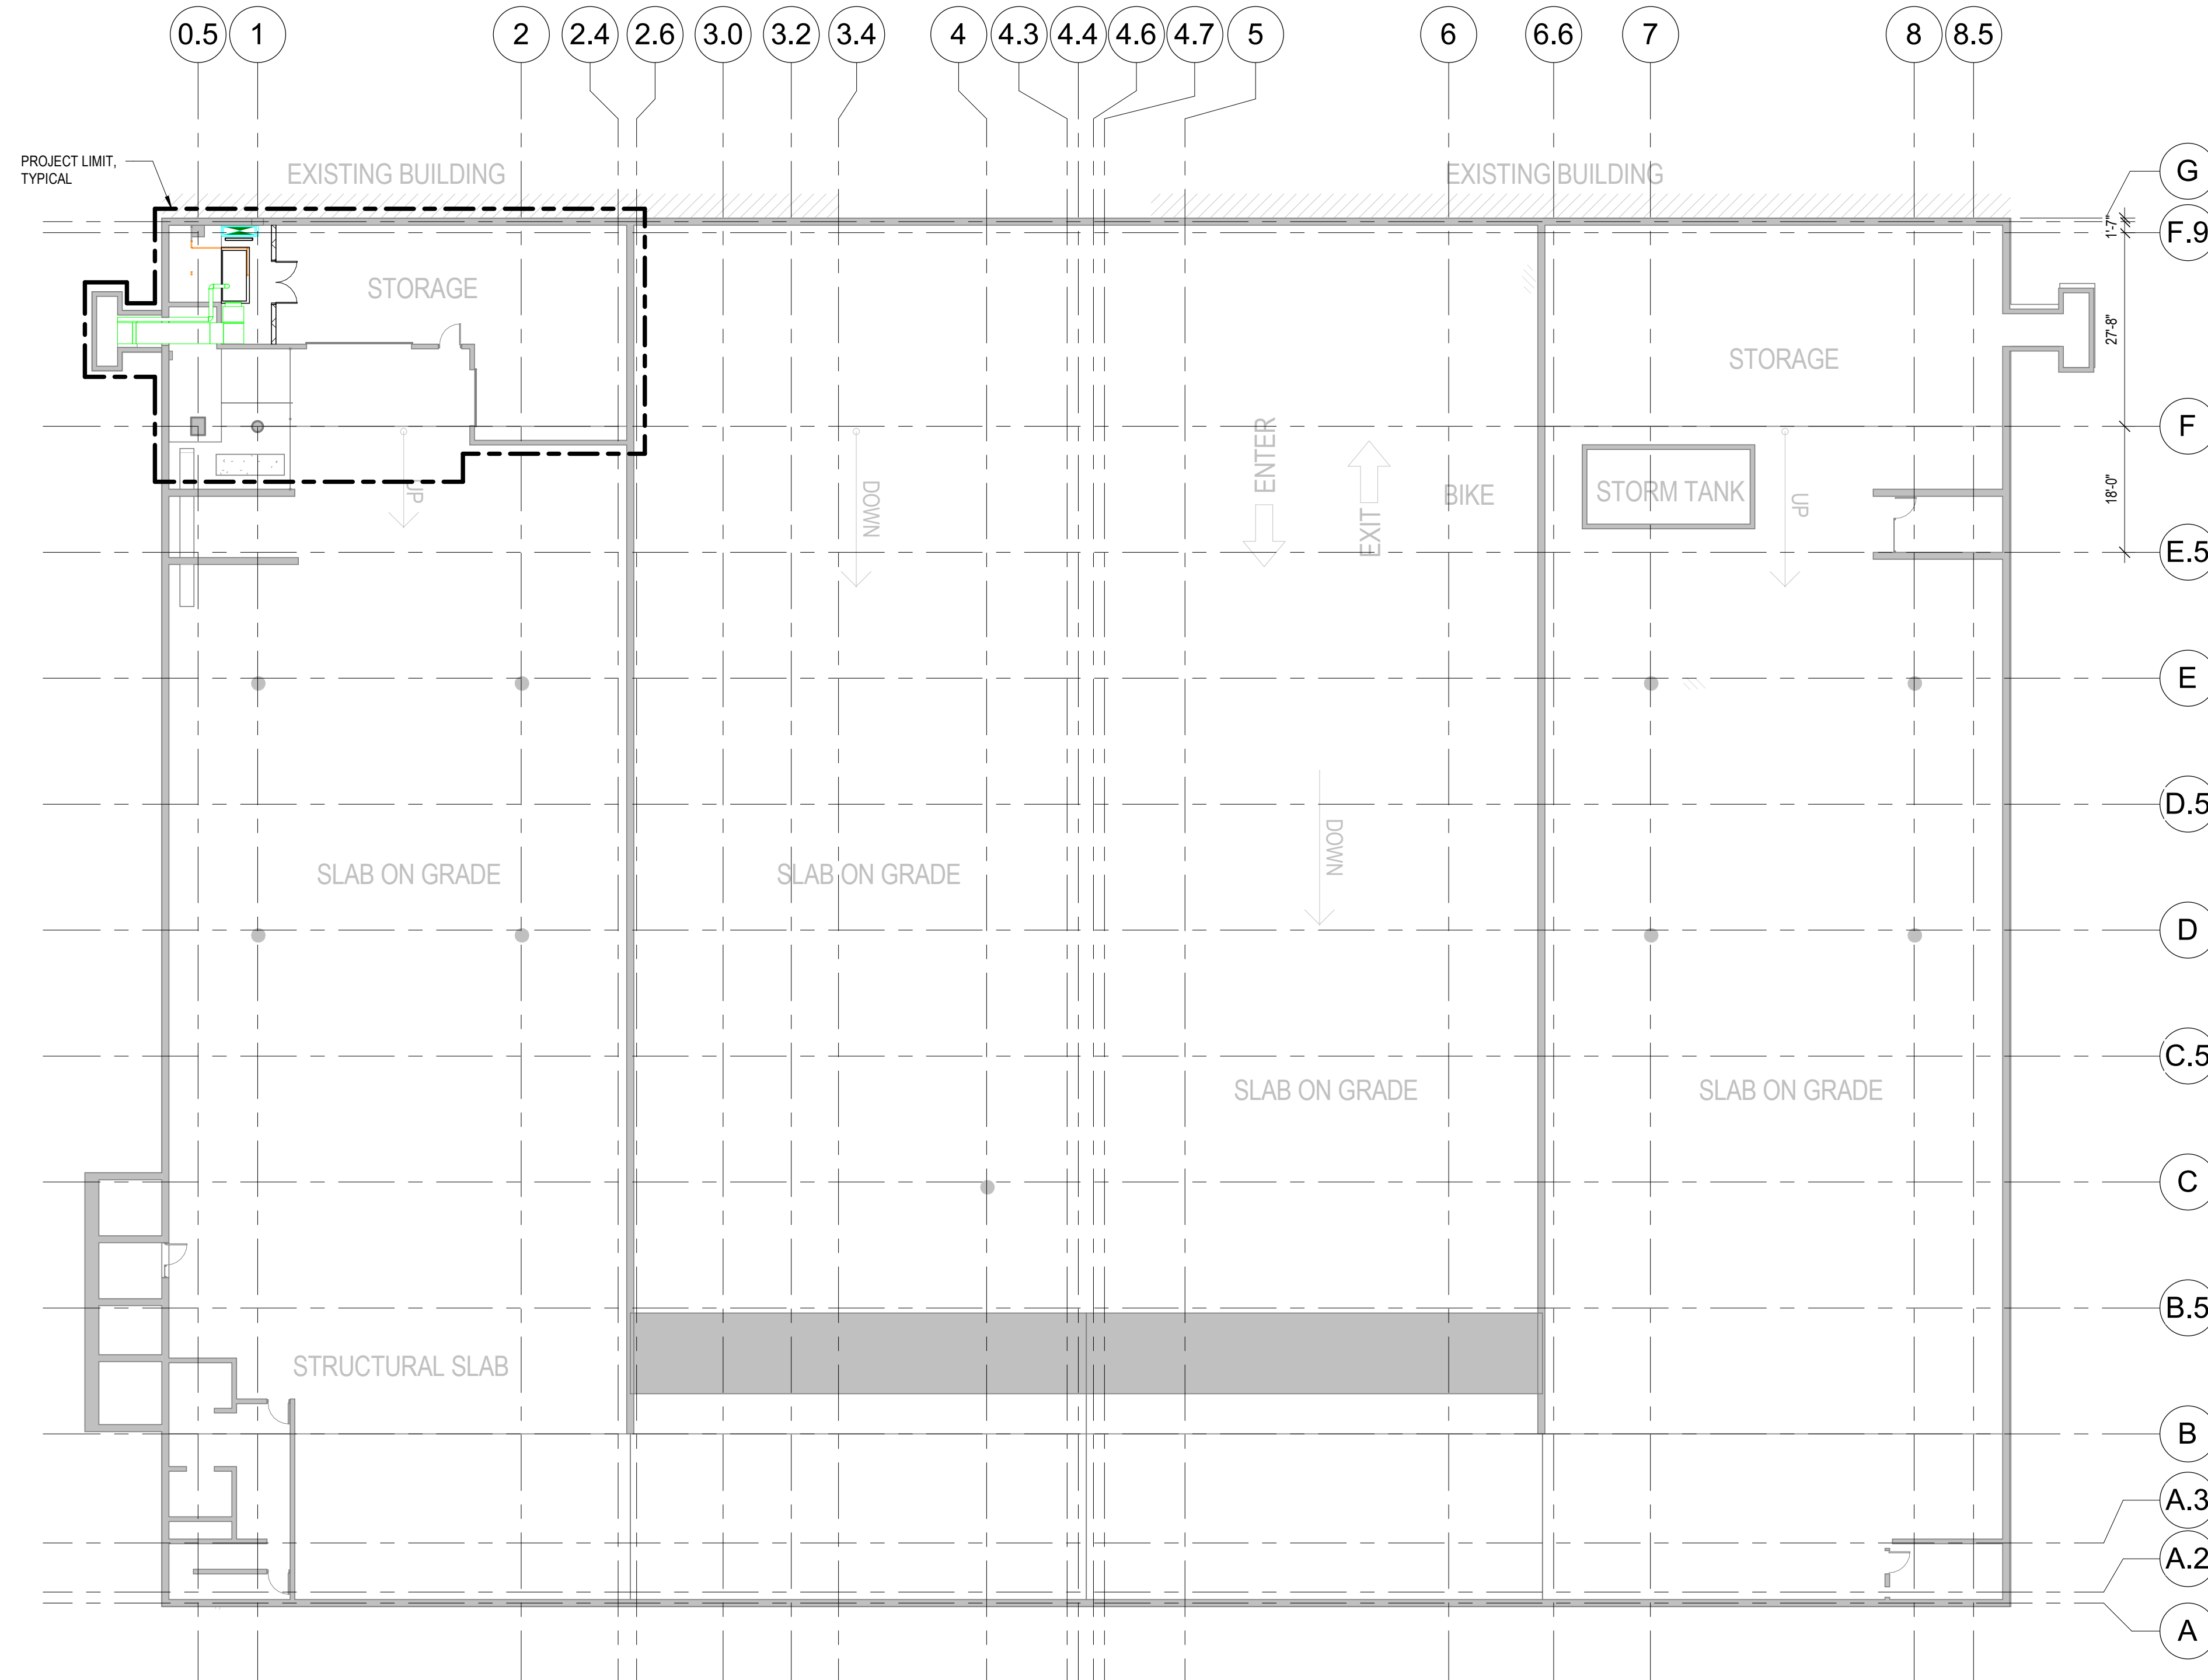 0.5 1 2 2.4 2.6 3.0 3.2 3.4 4 4.3 4.4 4.6 4.7 5 6 6.6 7 8 8.5
PROJECT LIMIT,
TYPICAL
EXISTING BUILDING
EXISTING BUILDING
G
1'-7"
F.9
STORAGE
27'-8"
STORAGE
F
ENTER
EXIT
BIKE
STORM TANK
UP
DOWN
UP
18'-0"
E.5
E
D.5
DOWN
SLAB ON GRADE
SLAB ON GRADE
D
C.5
SLAB ON GRADE
SLAB ON GRADE
C
B.5
STRUCTURAL SLAB
B
A.3
A.2
A